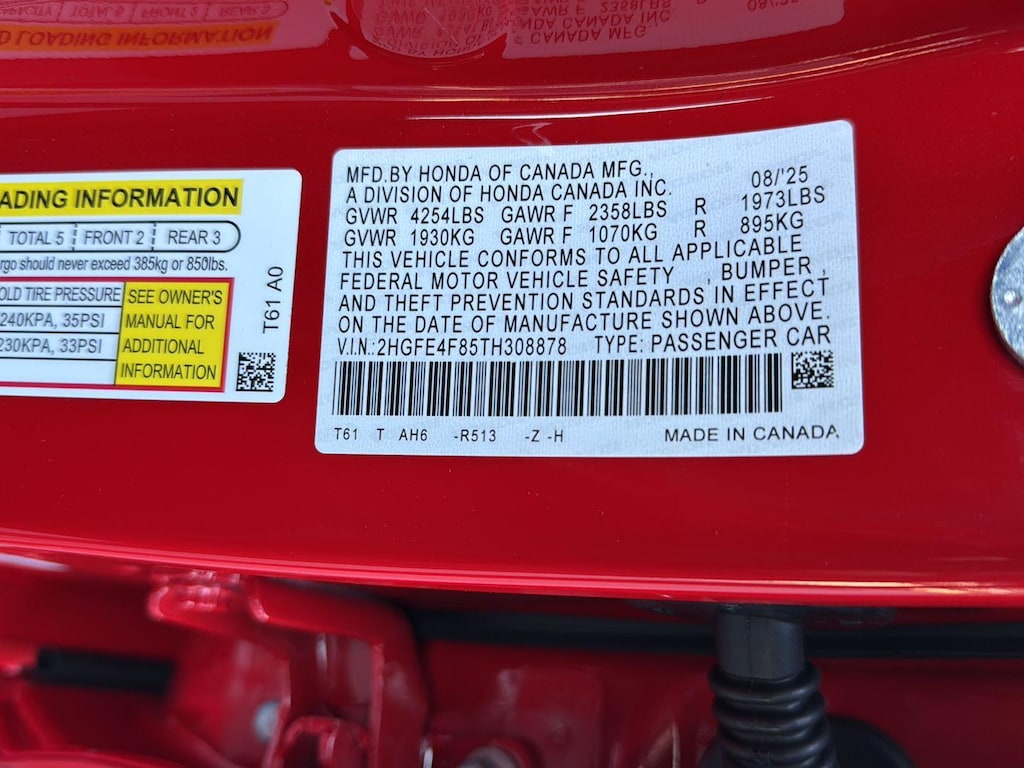 ADING INFORMATION
TOTAL 5 FRONT 2 REAR 3
rgo should never exceed 385kg or 850lbs.
OLD TIRE PRESSURE
240KPA, 35PSI
230KPA, 33PSI
SEE OWNER'S
MANUAL FOR
ADDITIONAL
INFORMATION
T61 A0
MFD.BY HONDA OF CANADA MFG.,
A DIVISION OF HONDA CANADA INC. 08/'25
GVWR 4254LBS GAWR F 2358LBS R 1973LBS
GVWR 1930KG GAWR F 1070KG R 895KG
THIS VEHICLE CONFORMS TO ALL APPLICABLE
FEDERAL MOTOR VEHICLE SAFETY , BUMPER ,
AND THEFT PREVENTION STANDARDS IN EFFECT
ON THE DATE OF MANUFACTURE SHOWN ABOVE.
V.I.N.:2HGFE4F85TH308878 TYPE: PASSENGER CAR
T61 T AH6 -R513 -Z -H MADE IN CANADA